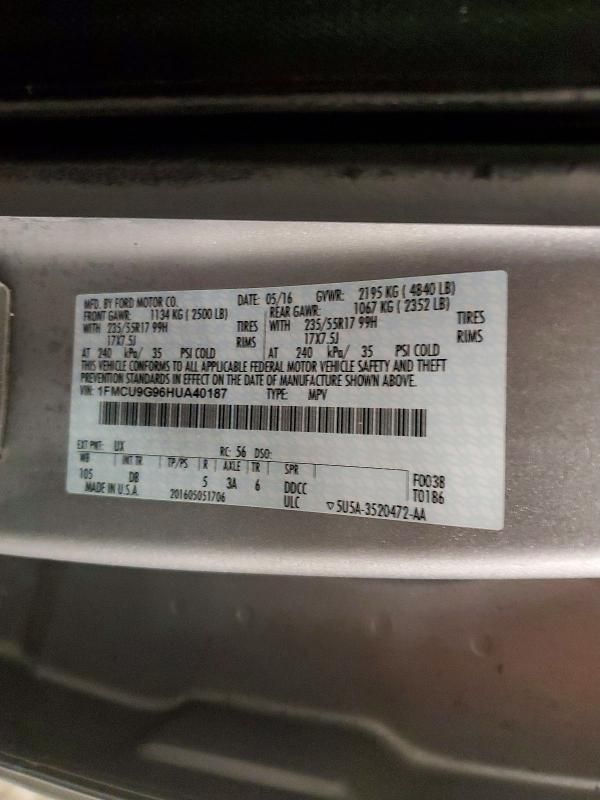 MFD. BY FORD MOTOR CO. DATE: 05/16 GVWR: 2195 KG ( 4840 LB)
FRONT GAWR: 1134 KG ( 2500 LB) REAR GAWR: 1067 KG ( 2352 LB)
WITH 235/55R17 99H TIRES WITH 235/55R17 99H TIRES
17X7.5J RIMS 17X7.5J RIMS
AT 240 kPa/ 35 PSI COLD AT 240 kPa/ 35 PSI COLD
THIS VEHICLE CONFORMS TO ALL APPLICABLE FEDERAL MOTOR VEHICLE SAFETY AND THEFT
PREVENTION STANDARDS IN EFFECT ON THE DATE OF MANUFACTURE SHOWN ABOVE.
VIN: 1FMCU9G96HUA40187 TYPE: MPV
EXT PNT: UX RC: 56 DSO:
WB INT TR TP/PS R AXLE TR SPR
105 DB 5 3A 6 DDCC F0038
MADE IN U.S.A. 201605051706 ULC T01B6
▽5U5A-3520472-AA